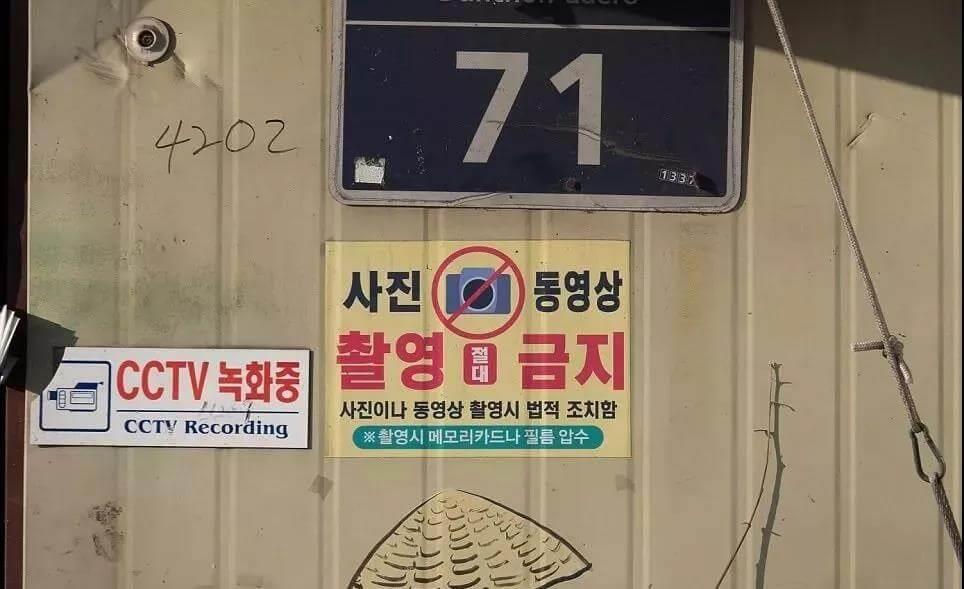 71
1337
4202
사진 동영상
촬영 절대 금지
사진이나 동영상 촬영시 법적 조치함
※촬영시 메모리카드나 필름 압수
CCTV 녹화중
CCTV Recording